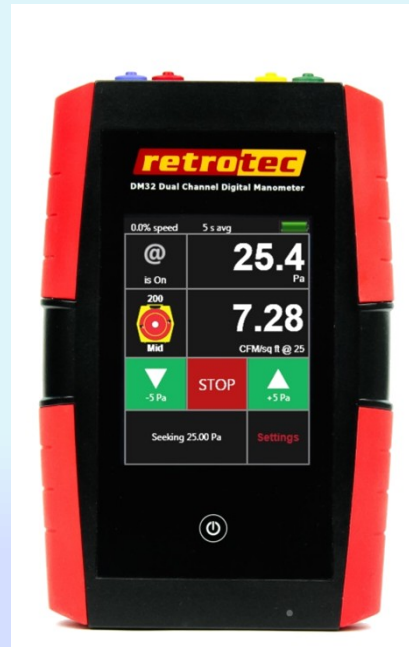 retrotec
DM32 Dual Channel Digital Manometer
0.0% speed 5 s avg
@
is On
25.4
Pa
200
Mid
7.28
CFM/sq ft @ 25
-5 Pa
STOP
+5 Pa
Seeking 25.00 Pa
Settings